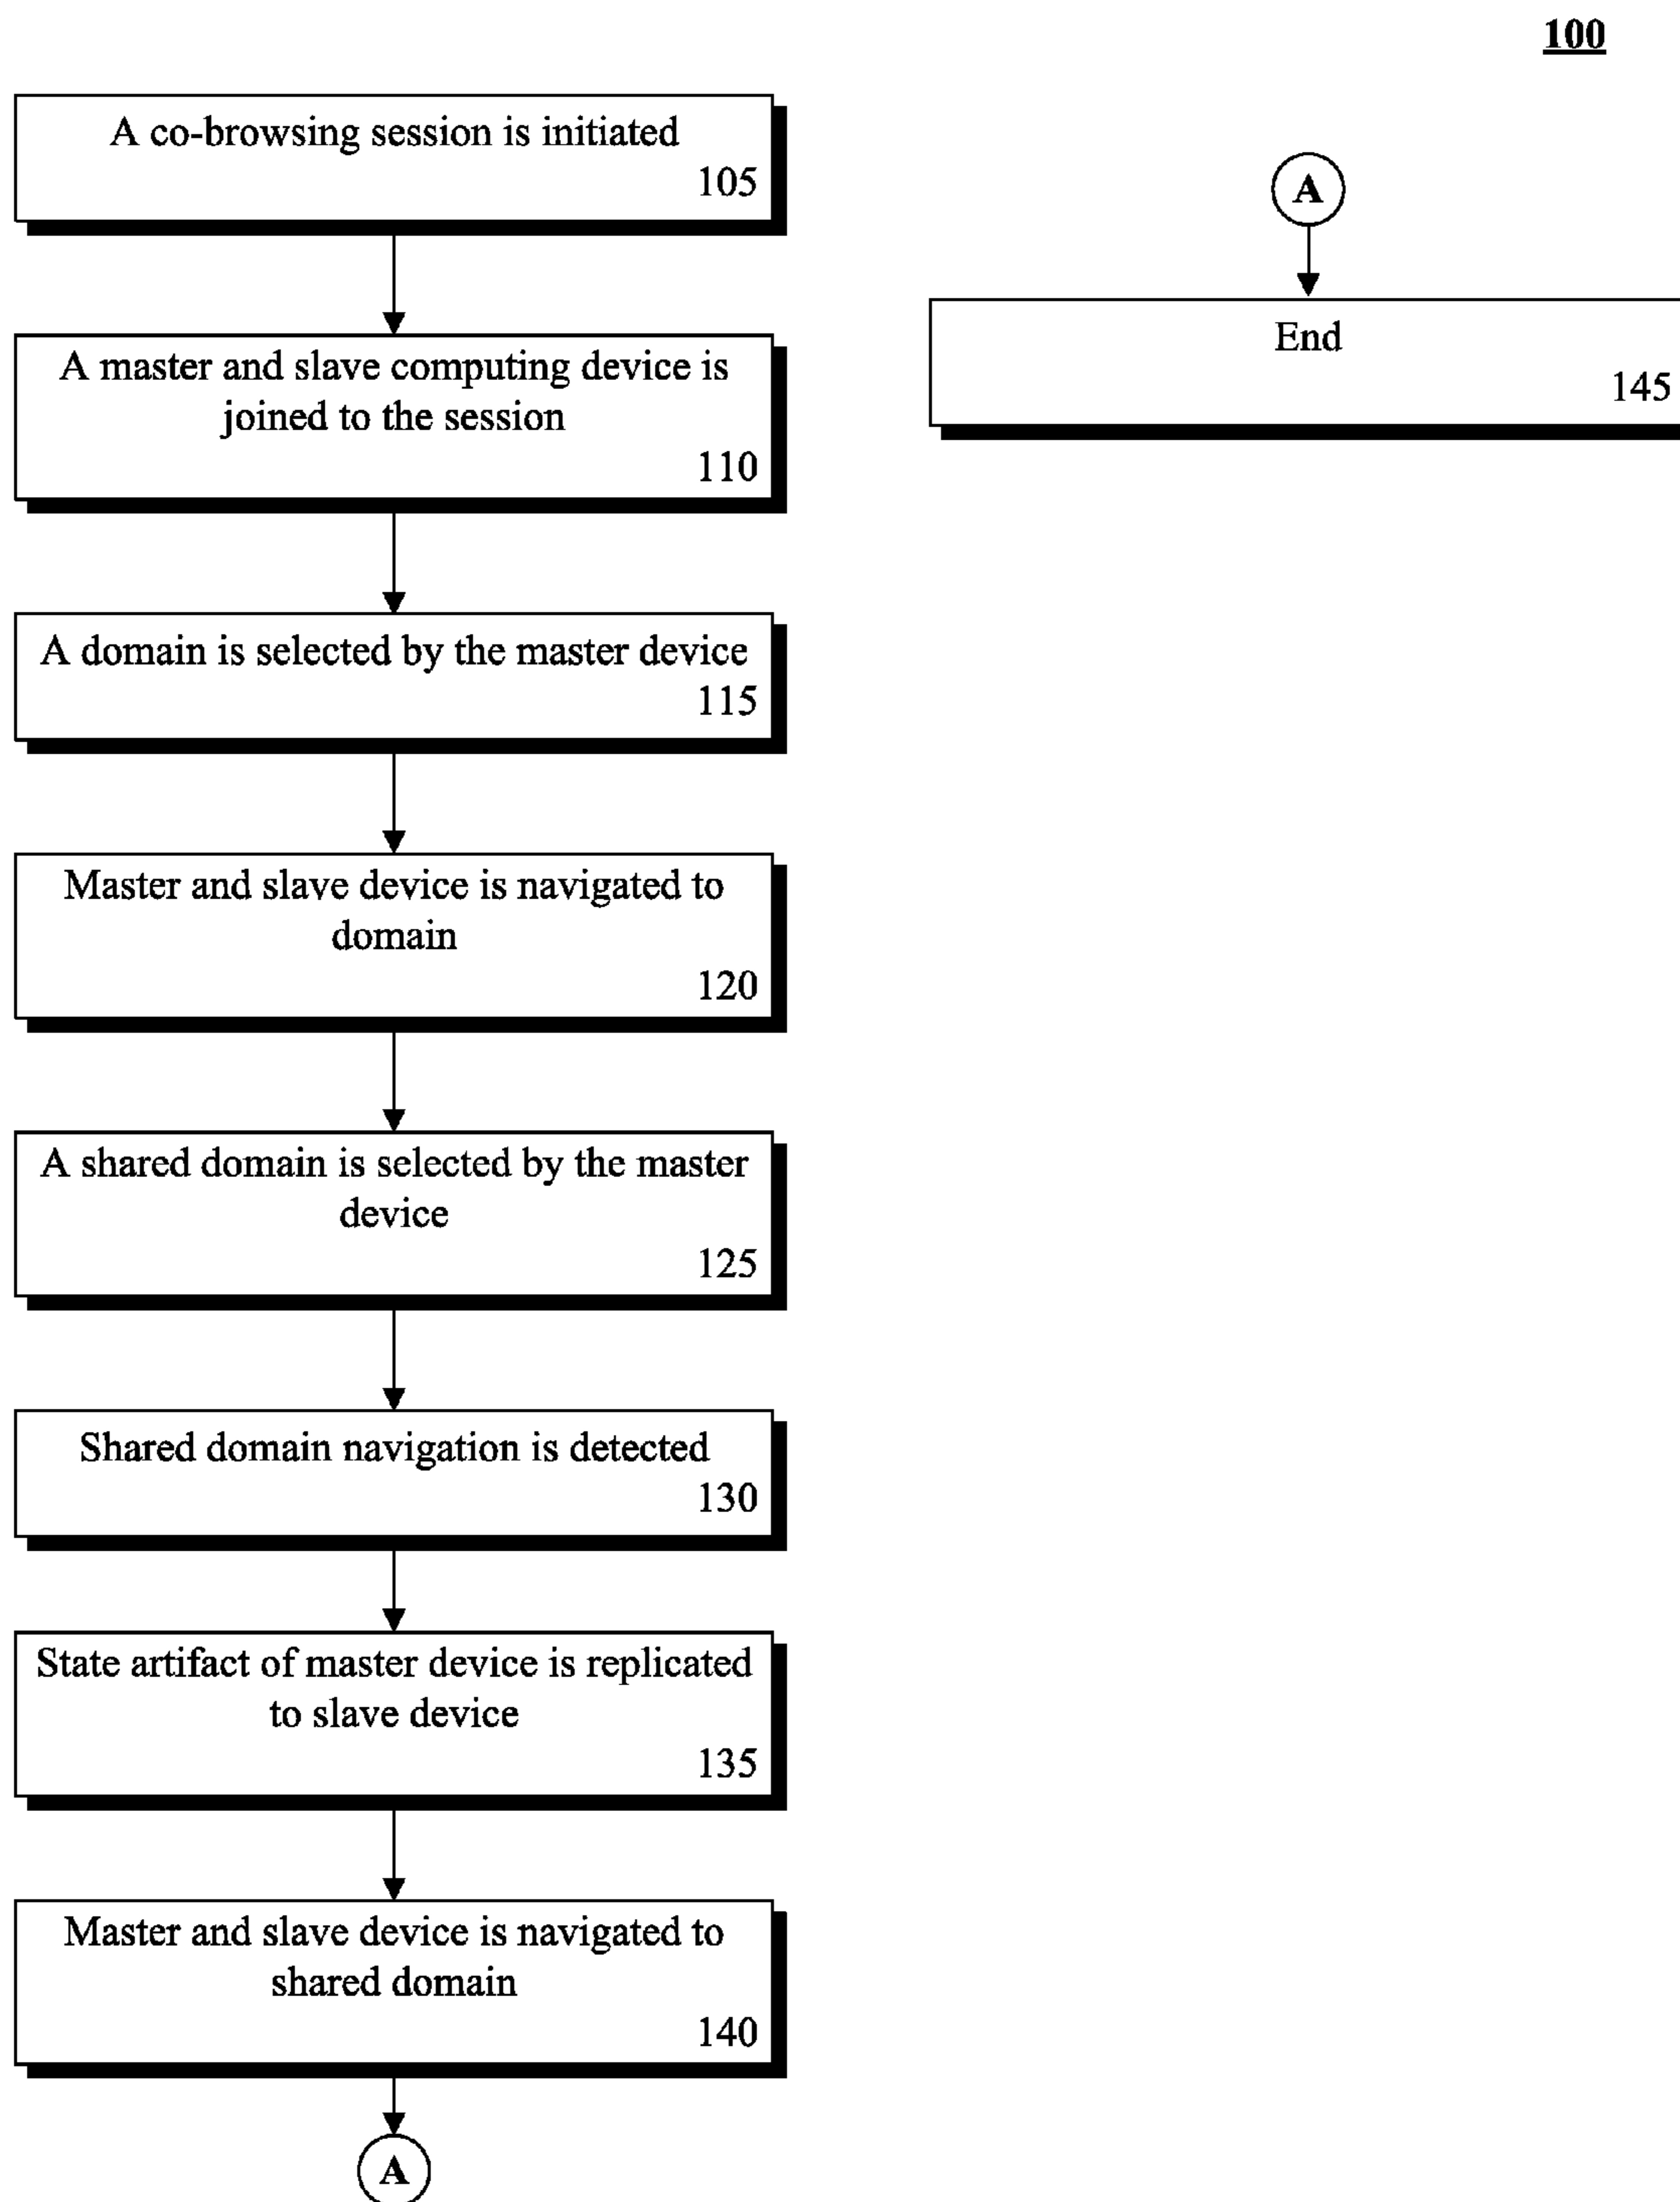 100
A co-browsing session is initiated
105
A master and slave computing device is
joined to the session
110
A domain is selected by the master device
115
Master and slave device is navigated to
domain
120
A shared domain is selected by the master
device
125
Shared domain navigation is detected
130
State artifact of master device is replicated
to slave device
135
Master and slave device is navigated to
shared domain
140
A
A
End
145